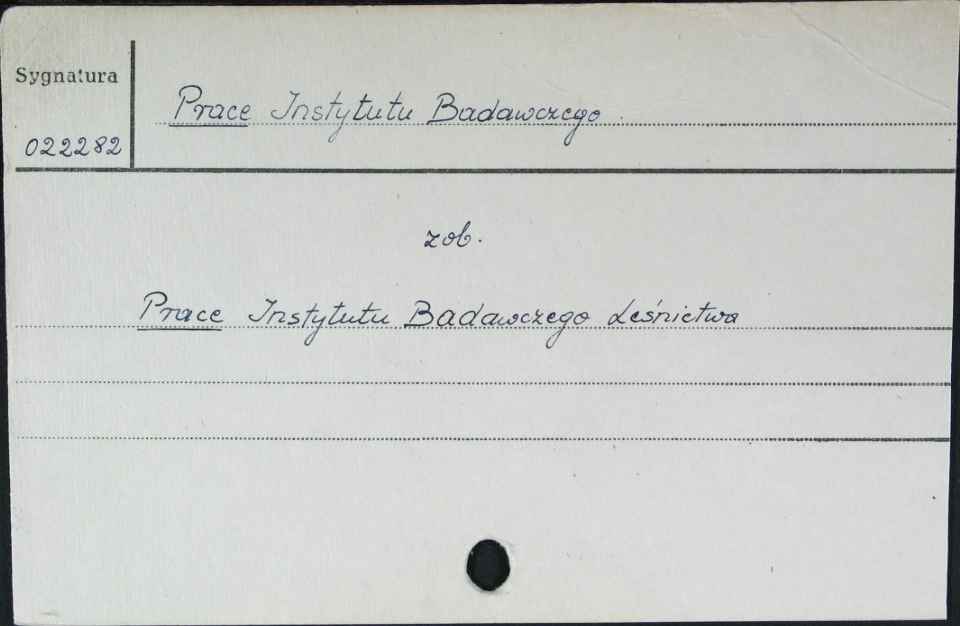 Sygnatura
Prace Instytutu Badawczego
022282
zob.
Prace Instytutu Badawczego Leśnictwa